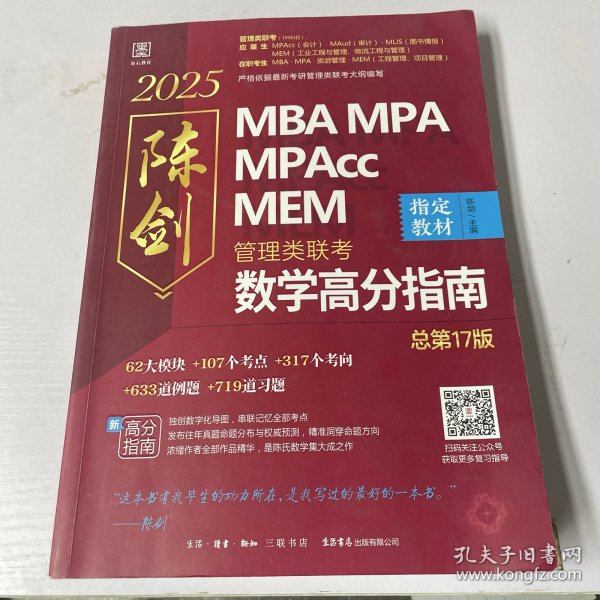 管理类联考(199科目):
应届生 MPAcc(会计)·MAud(审计)·MLIS(图书情报)
MEM(工业工程与管理、物流工程与管理)
在职考生 MBA·MPA·旅游管理·MEM(工程管理、项目管理)
严格依据最新考研管理类联考大纲编写
2025
陈剑
MBA MPA
MPAcc
MEM
指定
教材
陈剑/主编
管理类联考
数学高分指南
总第17版
62大模块 +107个考点 +317个考向
+633道例题 +719道习题
新
高分
指南
独创数字化导图，串联记忆全部考点
发布往年真题命题分布与权威预测，精准洞穿命题方向
浓缩作者全部作品精华，是陈氏数学集大成之作
扫码关注公众号
获取更多复习指导
“这本书有我毕生的功力所在，是我写过的最好的一本书。”
——陈剑
生活·读书·新知 三联书店 生活书店出版有限公司
孔夫子旧书网
www.kongfz.com